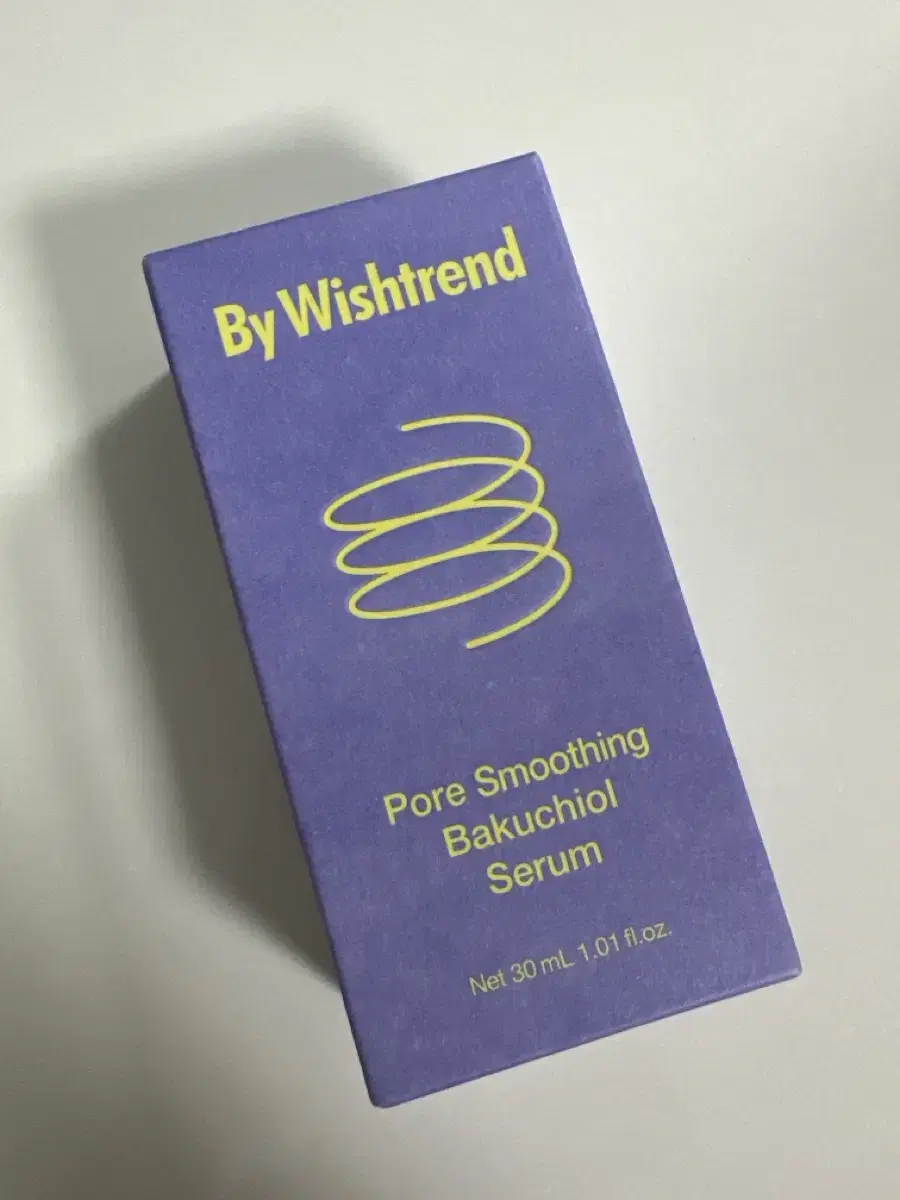 By Wishtrend
Pore Smoothing
Bakuchiol
Serum
Net 30 mL 1.01 fl.oz.